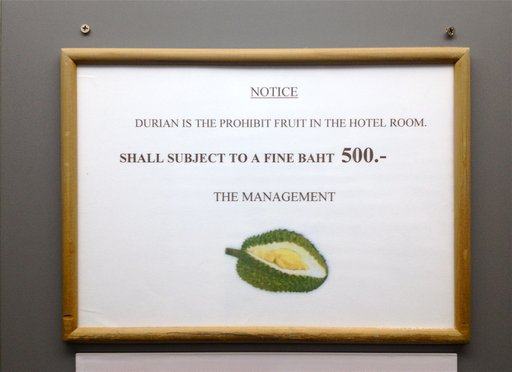 NOTICE
DURIAN IS THE PROHIBIT FRUIT IN THE HOTEL ROOM.
SHALL SUBJECT TO A FINE BAHT 500.-
THE MANAGEMENT